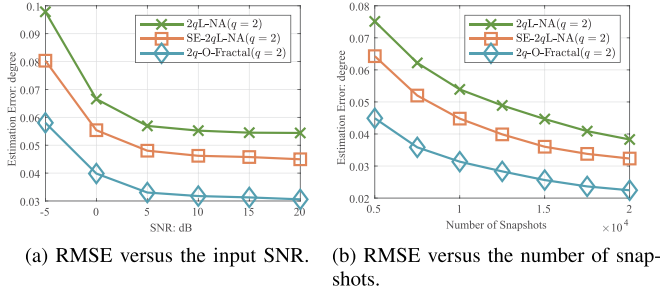 0.1
0.09
0.08
0.07
0.06
0.05
0.04
0.03
Estimation Error: degree
2qL-NA(q = 2)
SE-2qL-NA(q = 2)
2q-O-Fractal(q = 2)
-5 0 5 10 15 20
SNR: dB
(a) RMSE versus the input SNR.
0.08
0.07
0.06
0.05
0.04
0.03
0.02
Estimation Error: degree
2qL-NA(q = 2)
SE-2qL-NA(q = 2)
2q-O-Fractal(q = 2)
0.5 1 1.5 2
Number of Snapshots
×10⁴
(b) RMSE versus the number of snap-
shots.